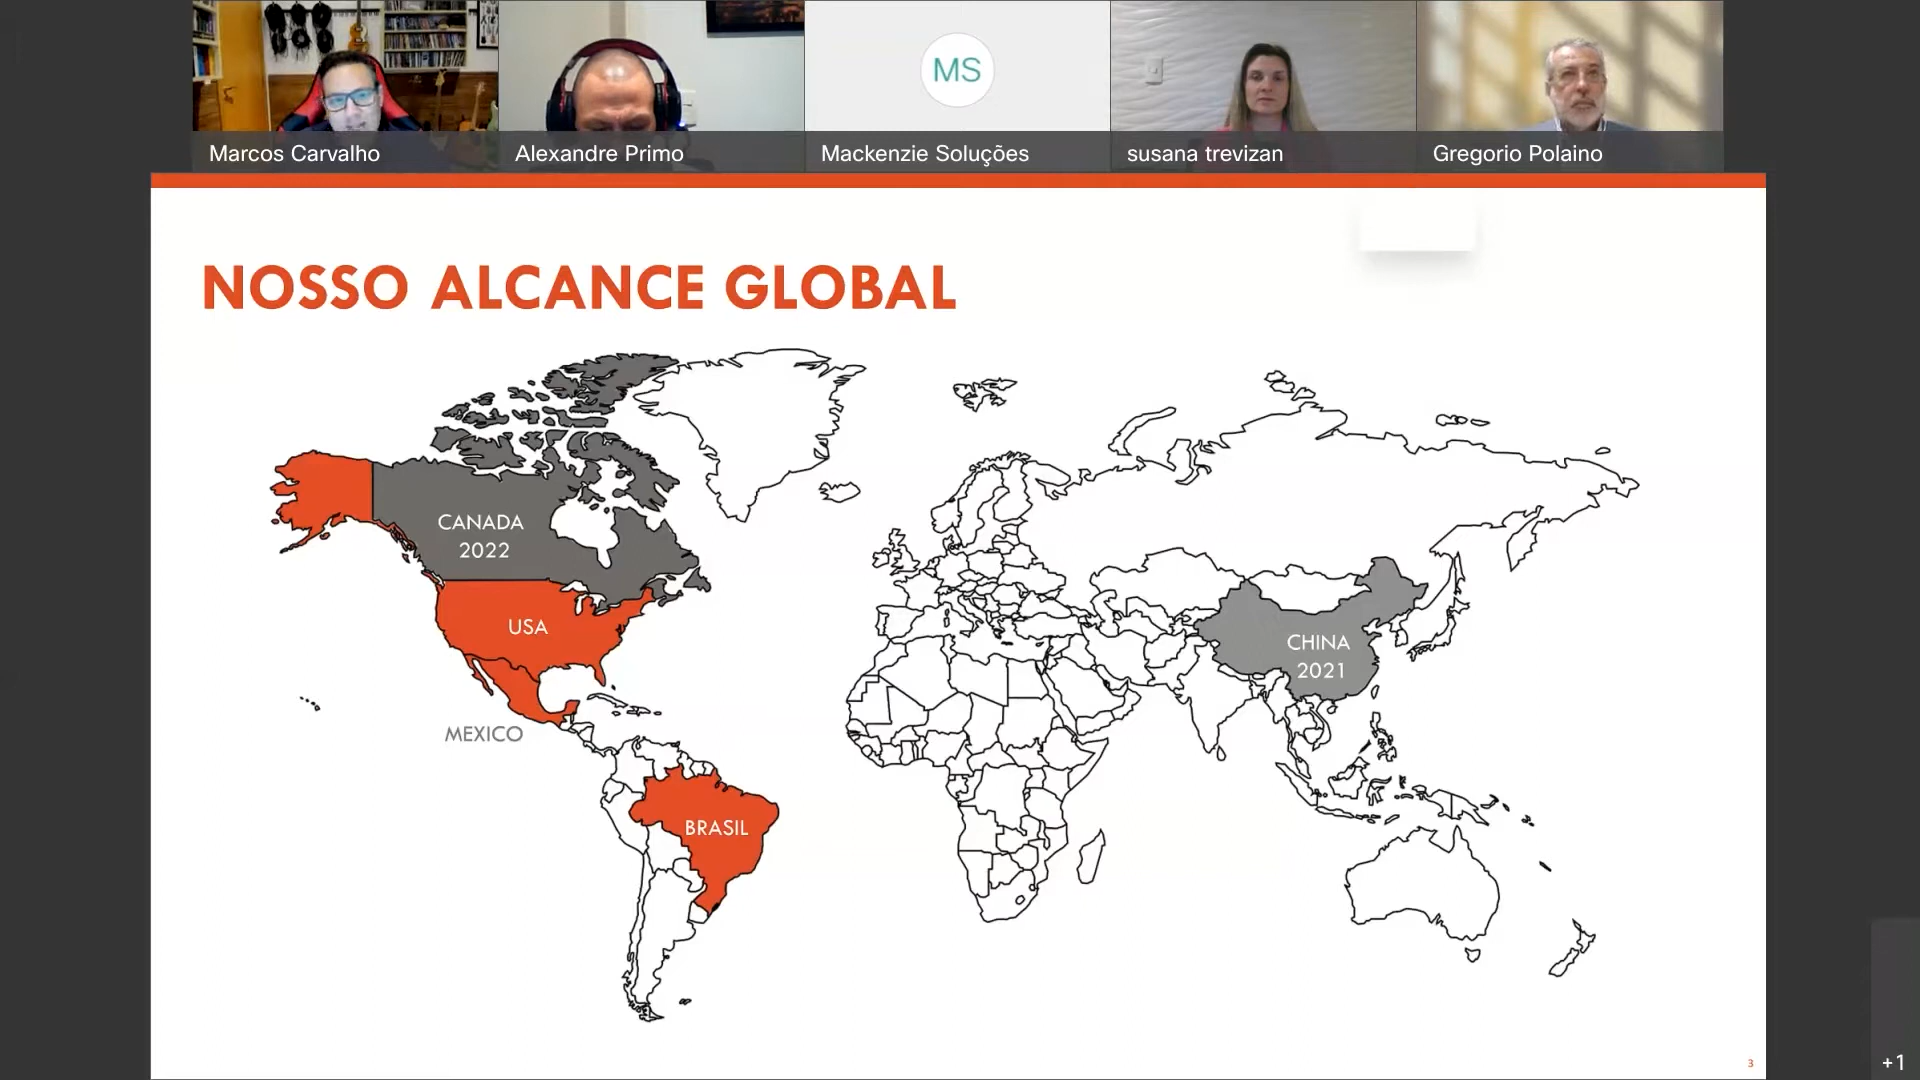 MS
Marcos Carvalho
Alexandre Primo
Mackenzie Soluções
susana trevizan
Gregorio Polaino
NOSSO ALCANCE GLOBAL
CANADA
2022
USA
CHINA
2021
MEXICO
BRASIL
3
+1